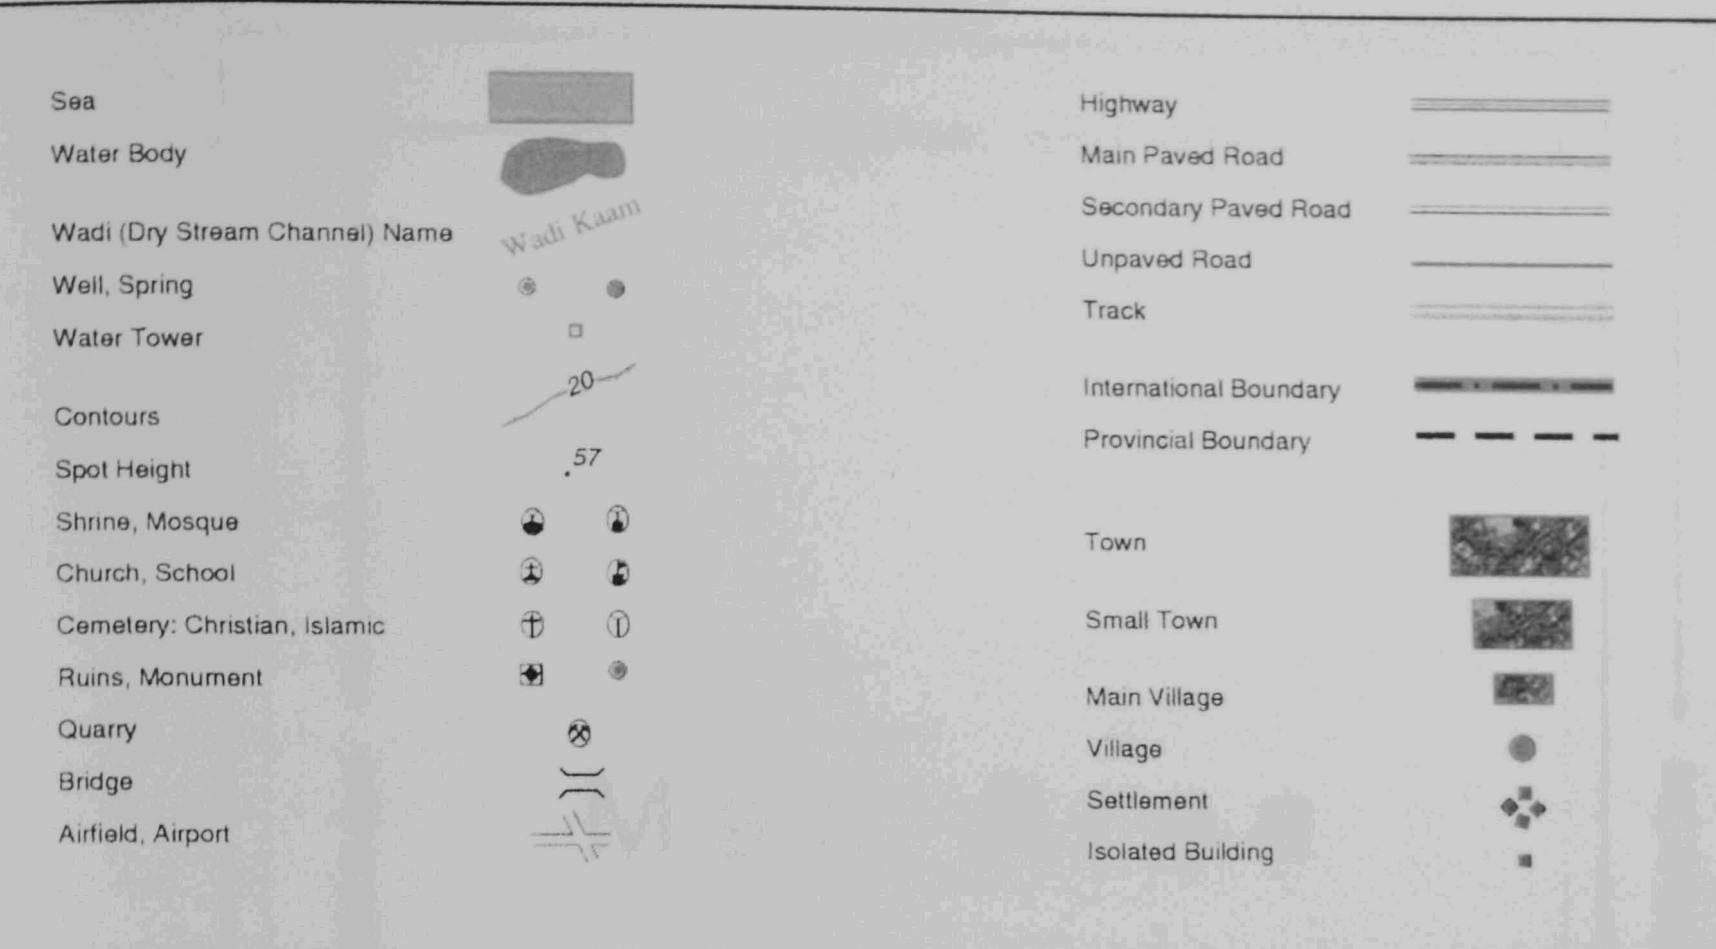 Sea
Water Body
Wadi (Dry Stream Channel) Name
Wadi Kaam
Well, Spring
Water Tower
Contours
20
Spot Height
57
Shrine, Mosque
Church, School
Cemetery: Christian, Islamic
Ruins, Monument
Quarry
Bridge
Airfield, Airport
Highway
Main Paved Road
Secondary Paved Road
Unpaved Road
Track
International Boundary
Provincial Boundary
Town
Small Town
Main Village
Village
Settlement
Isolated Building